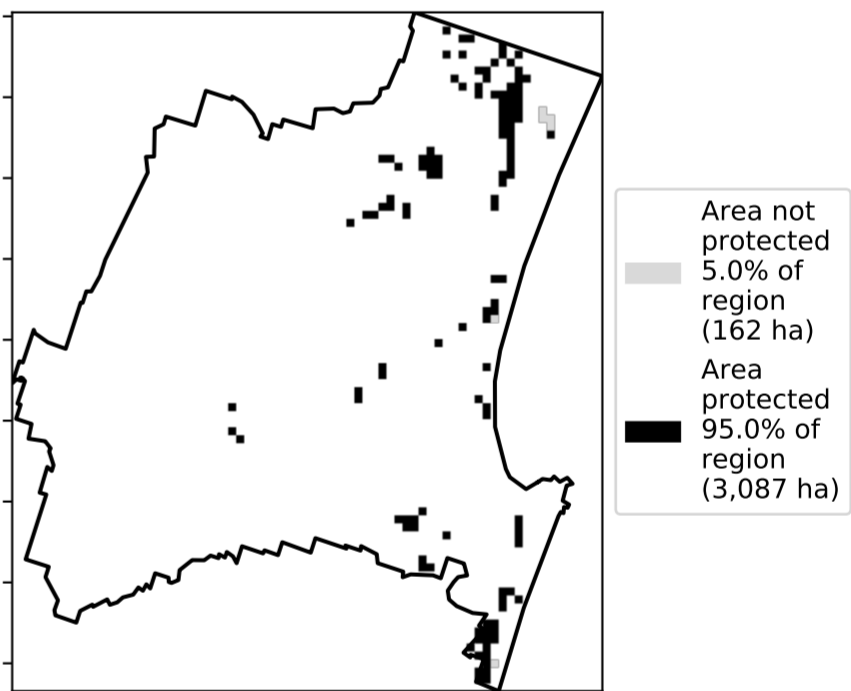 Area not
protected
5.0% of
region
(162 ha)
Area
protected
95.0% of
region
(3,087 ha)